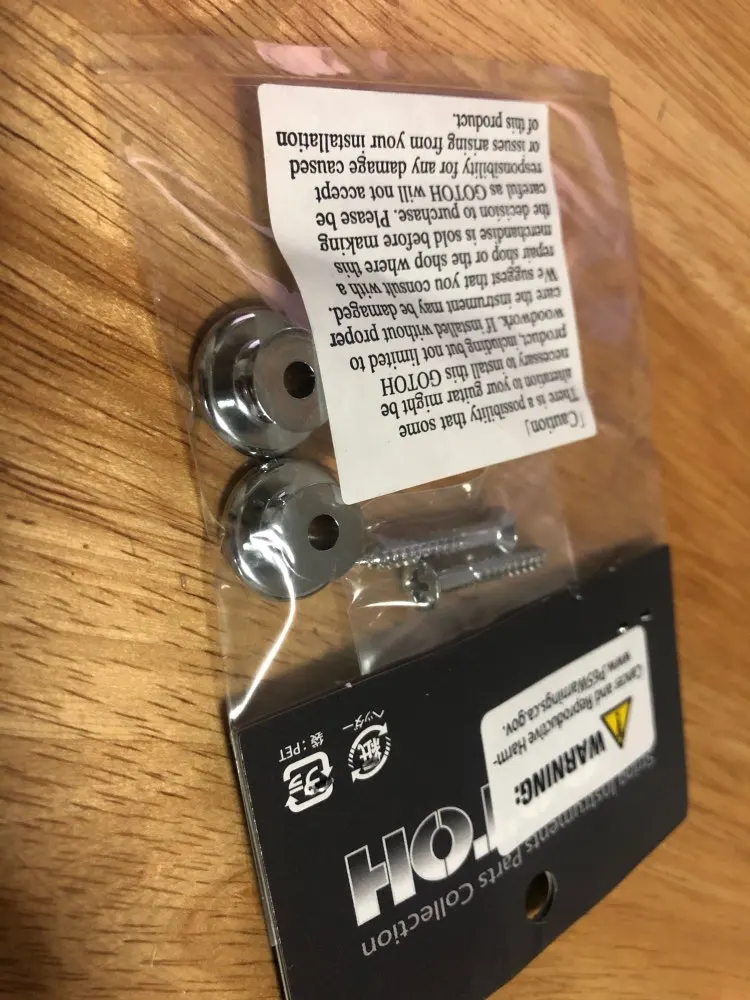 「Caution」
There is a possibility that some
alteration to your guitar might be
necessary to install this GOTOH
product, including but not limited to
woodwork. If installed without proper
care the instrument may be damaged.
We suggest that you consult with a
repair shop or the shop where this
merchandise is sold before making
the decision to purchase. Please be
careful as GOTOH will not accept
responsibility for any damage caused
or issues arising from your installation
of this product.
WARNING:
Cancer and Reproductive Harm-
www.P65Warnings.ca.gov.
Instruments Parts Collection
TOH
紙
ヘッダー
プラ
袋：PET